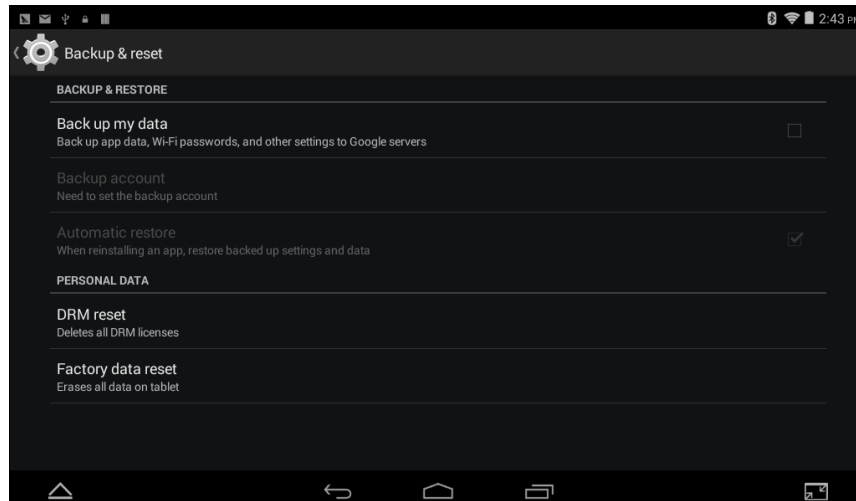 2:43 PM
Backup & reset
BACKUP & RESTORE
Back up my data
Back up app data, Wi-Fi passwords, and other settings to Google servers
Backup account
Need to set the backup account
Automatic restore
When reinstalling an app, restore backed up settings and data
PERSONAL DATA
DRM reset
Deletes all DRM licenses
Factory data reset
Erases all data on tablet